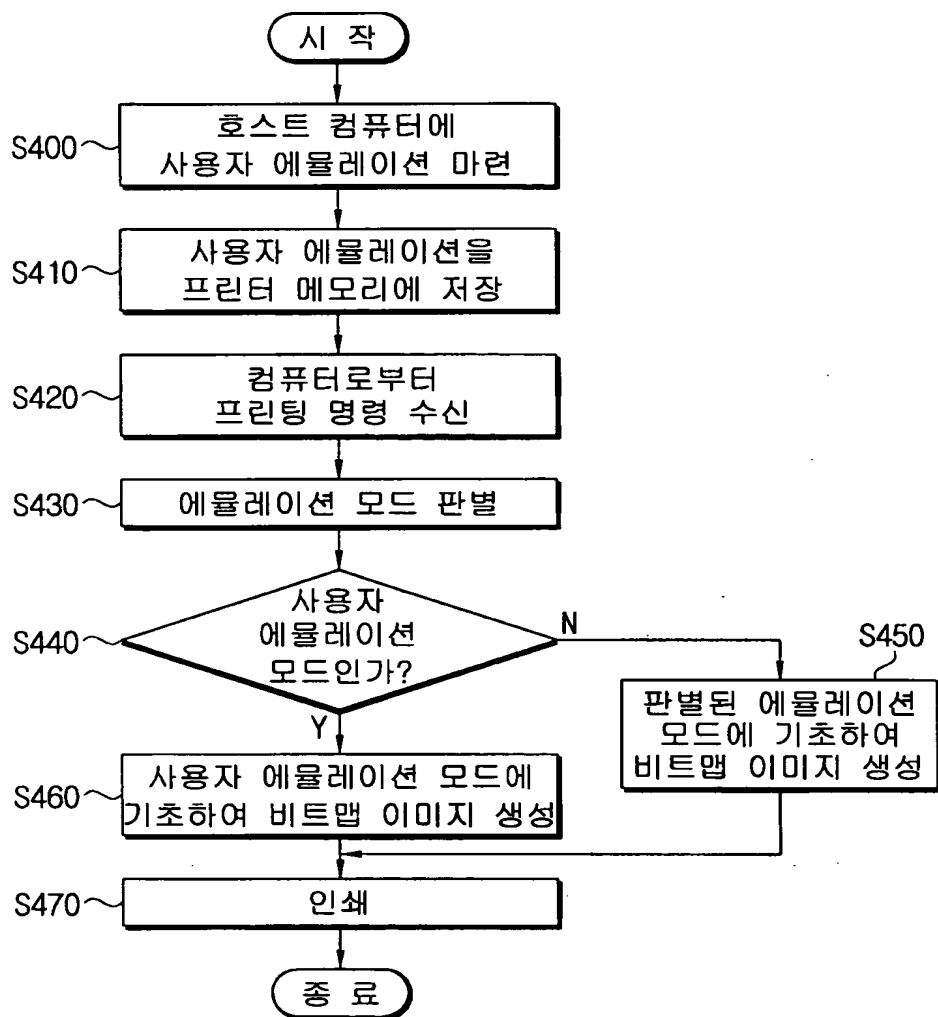 시 작
S400
호스트 컴퓨터에
사용자 에뮬레이션 마련
S410
사용자 에뮬레이션을
프린터 메모리에 저장
S420
컴퓨터로부터
프린팅 명령 수신
S430
에뮬레이션 모드 판별
S440
사용자
에뮬레이션
모드인가?
N
Y
S450
판별된 에뮬레이션
모드에 기초하여
비트맵 이미지 생성
S460
사용자 에뮬레이션 모드에
기초하여 비트맵 이미지 생성
S470
인쇄
종 료